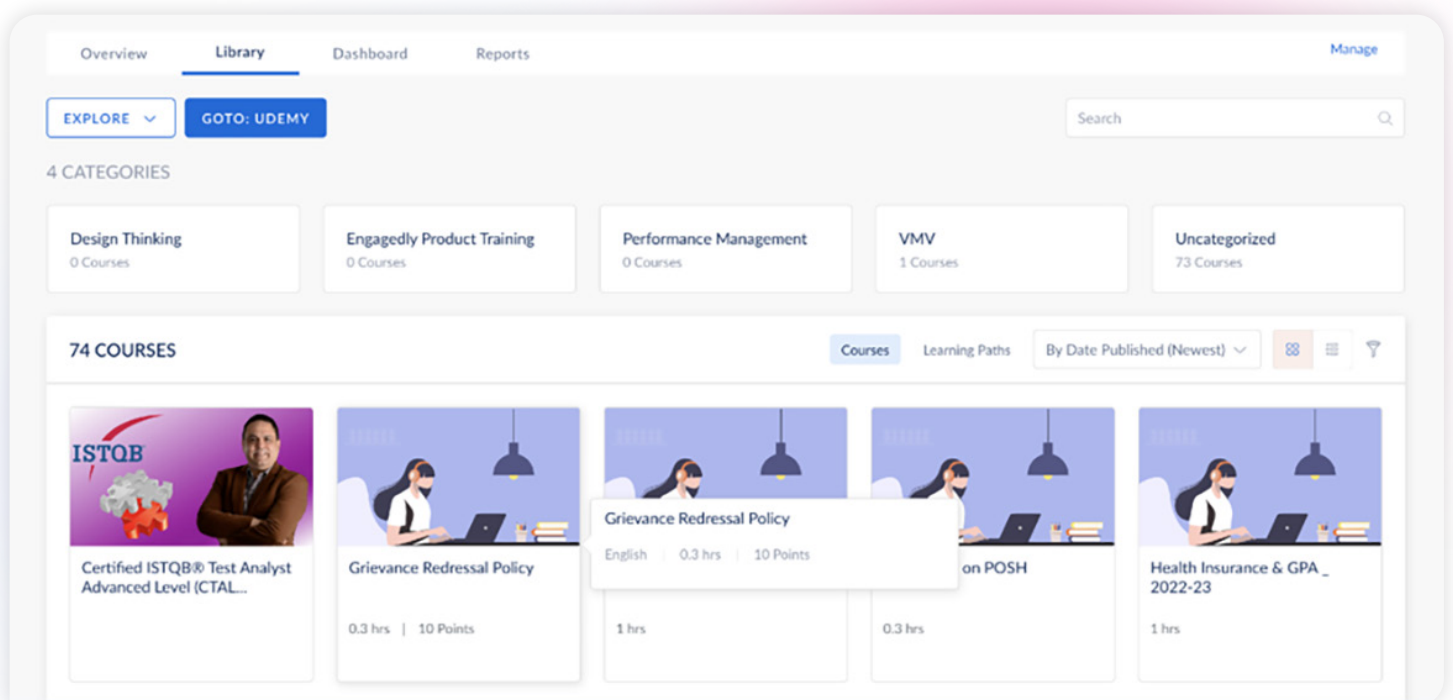 Overview Library Dashboard Reports Manage
EXPLORE GOTO: UDEMY Search
4 CATEGORIES
Design Thinking
0 Courses
Engagedly Product Training
0 Courses
Performance Management
0 Courses
VMV
1 Courses
Uncategorized
73 Courses
74 COURSES Courses Learning Paths By Date Published (Newest)
ISTQB
Certified ISTQB® Test Analyst
Advanced Level (CTAL...
Grievance Redressal Policy
0.3 hrs | 10 Points
Grievance Redressal Policy
English | 0.3 hrs | 10 Points
1 hrs
on POSH
0.3 hrs
Health Insurance & GPA _
2022-23
1 hrs